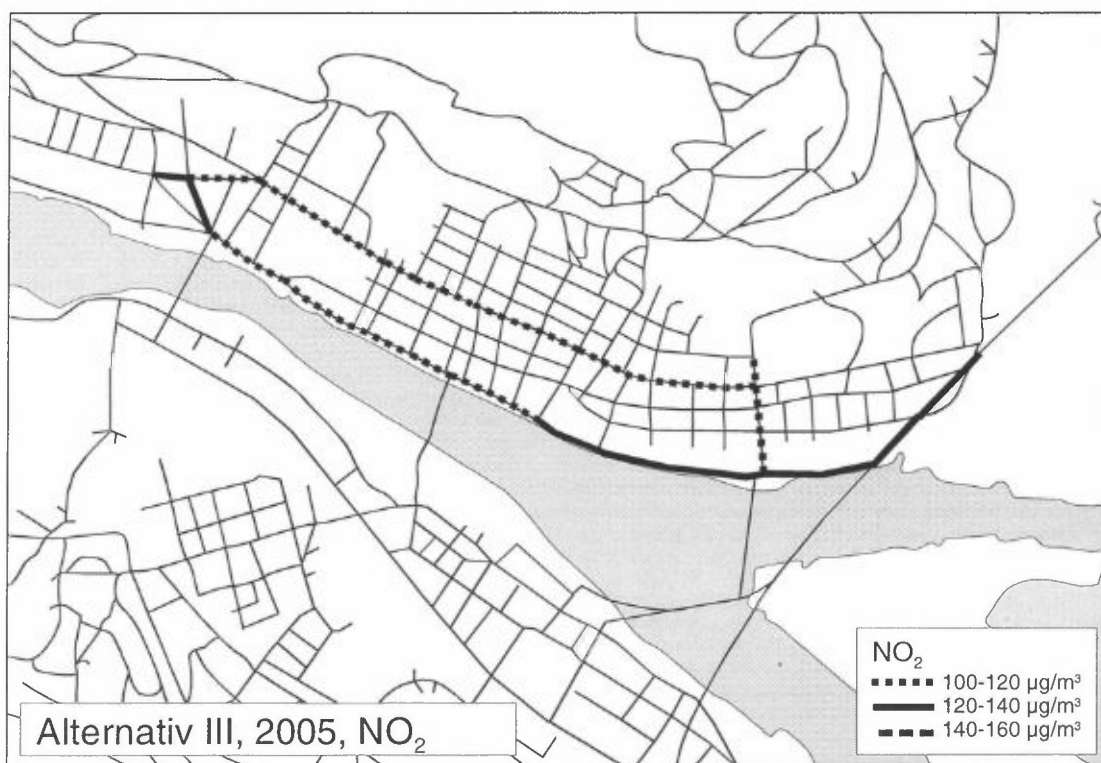 NO₂
100-120 µg/m³
120-140 µg/m³
140-160 µg/m³
Alternativ III, 2005, NO₂